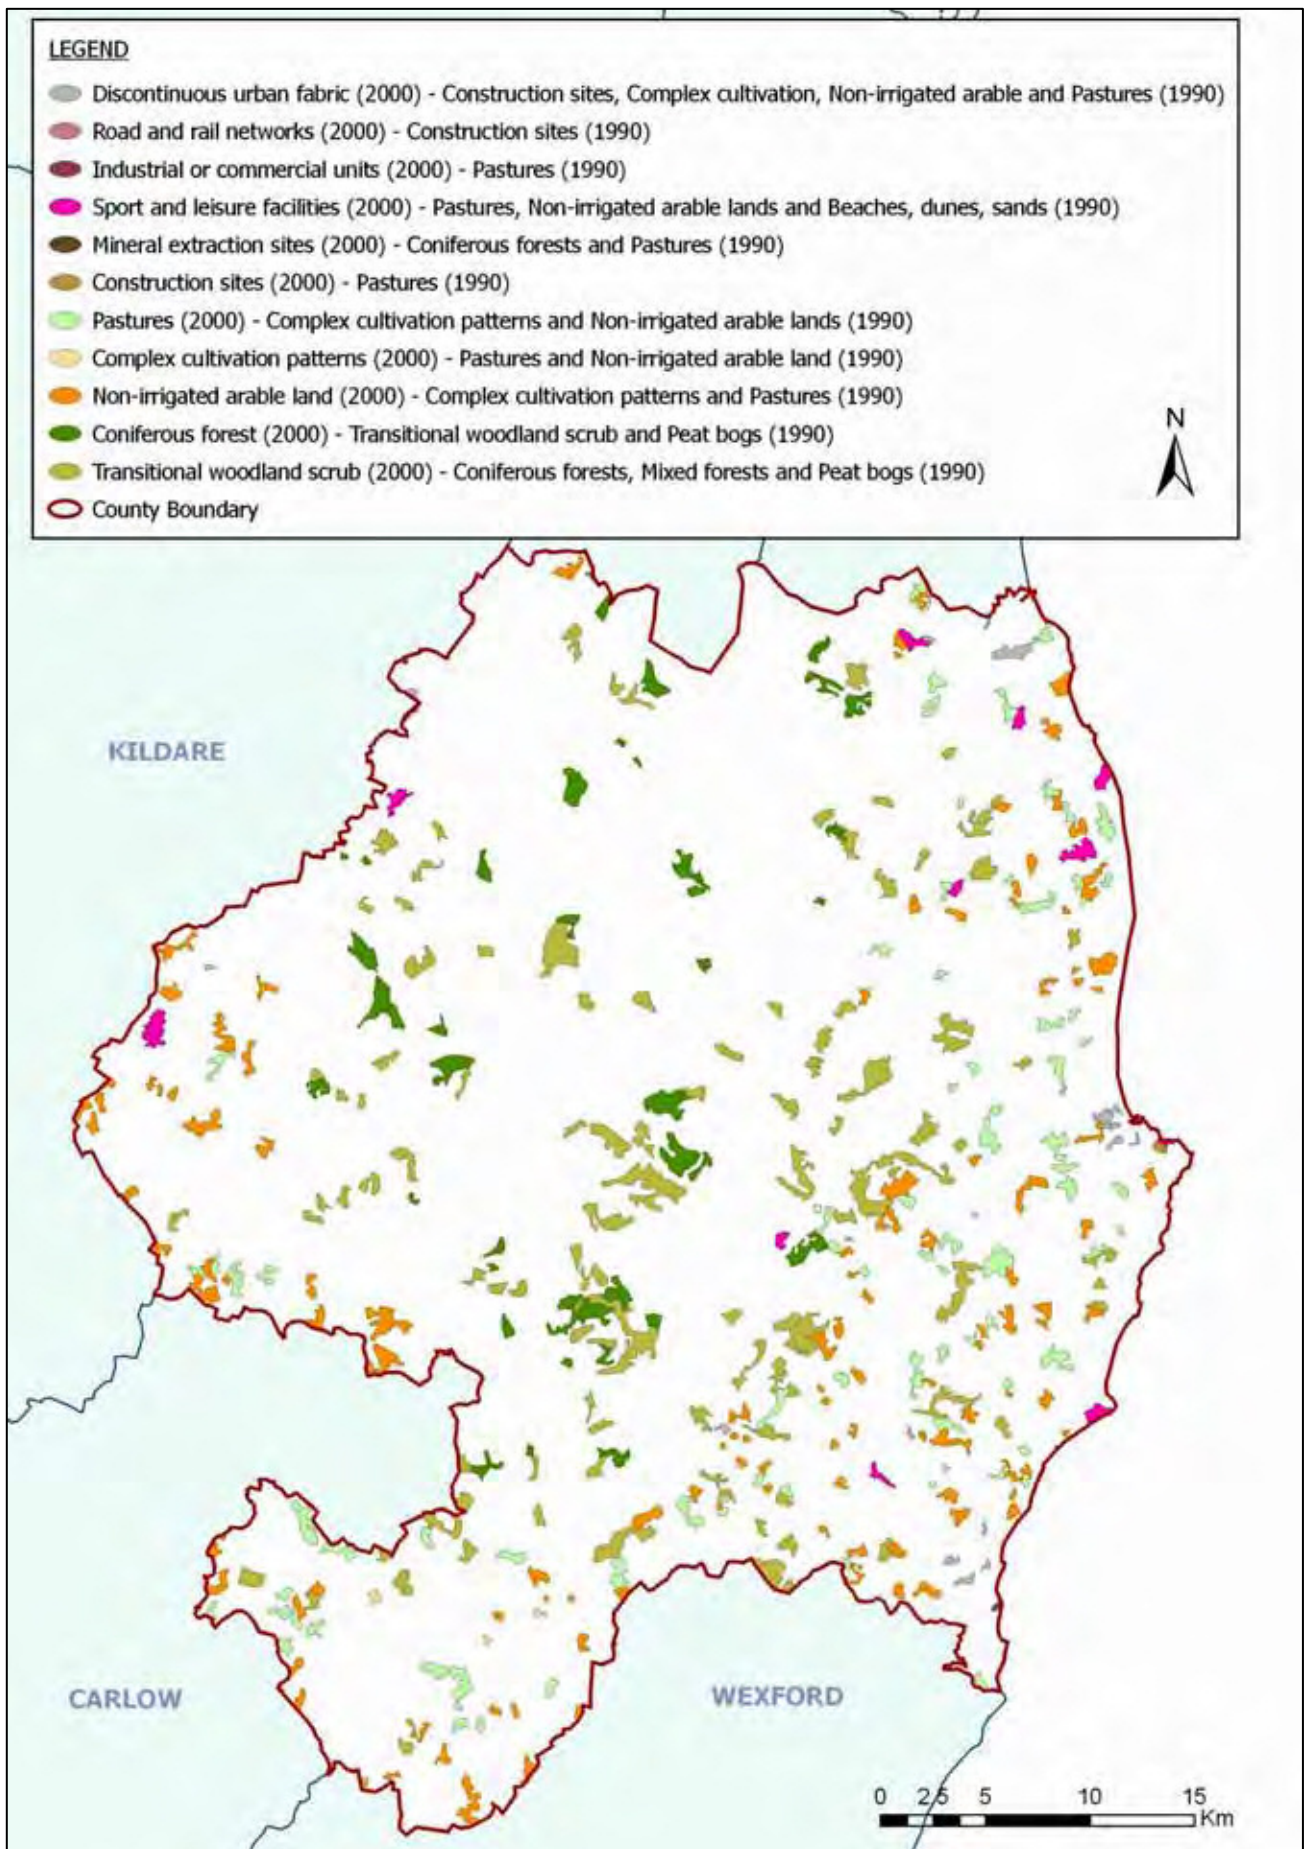 LEGEND
Discontinuous urban fabric (2000) - Construction sites, Complex cultivation, Non-irrigated arable and Pastures (1990)
Road and rail networks (2000) - Construction sites (1990)
Industrial or commercial units (2000) - Pastures (1990)
Sport and leisure facilities (2000) - Pastures, Non-irrigated arable lands and Beaches, dunes, sands (1990)
Mineral extraction sites (2000) - Coniferous forests and Pastures (1990)
Construction sites (2000) - Pastures (1990)
Pastures (2000) - Complex cultivation patterns and Non-irrigated arable lands (1990)
Complex cultivation patterns (2000) - Pastures and Non-irrigated arable land (1990)
Non-irrigated arable land (2000) - Complex cultivation patterns and Pastures (1990)
Coniferous forest (2000) - Transitional woodland scrub and Peat bogs (1990)
Transitional woodland scrub (2000) - Coniferous forests, Mixed forests and Peat bogs (1990)
County Boundary
N
KILDARE
CARLOW
WEXFORD
0 2.5 5 10 15
Km